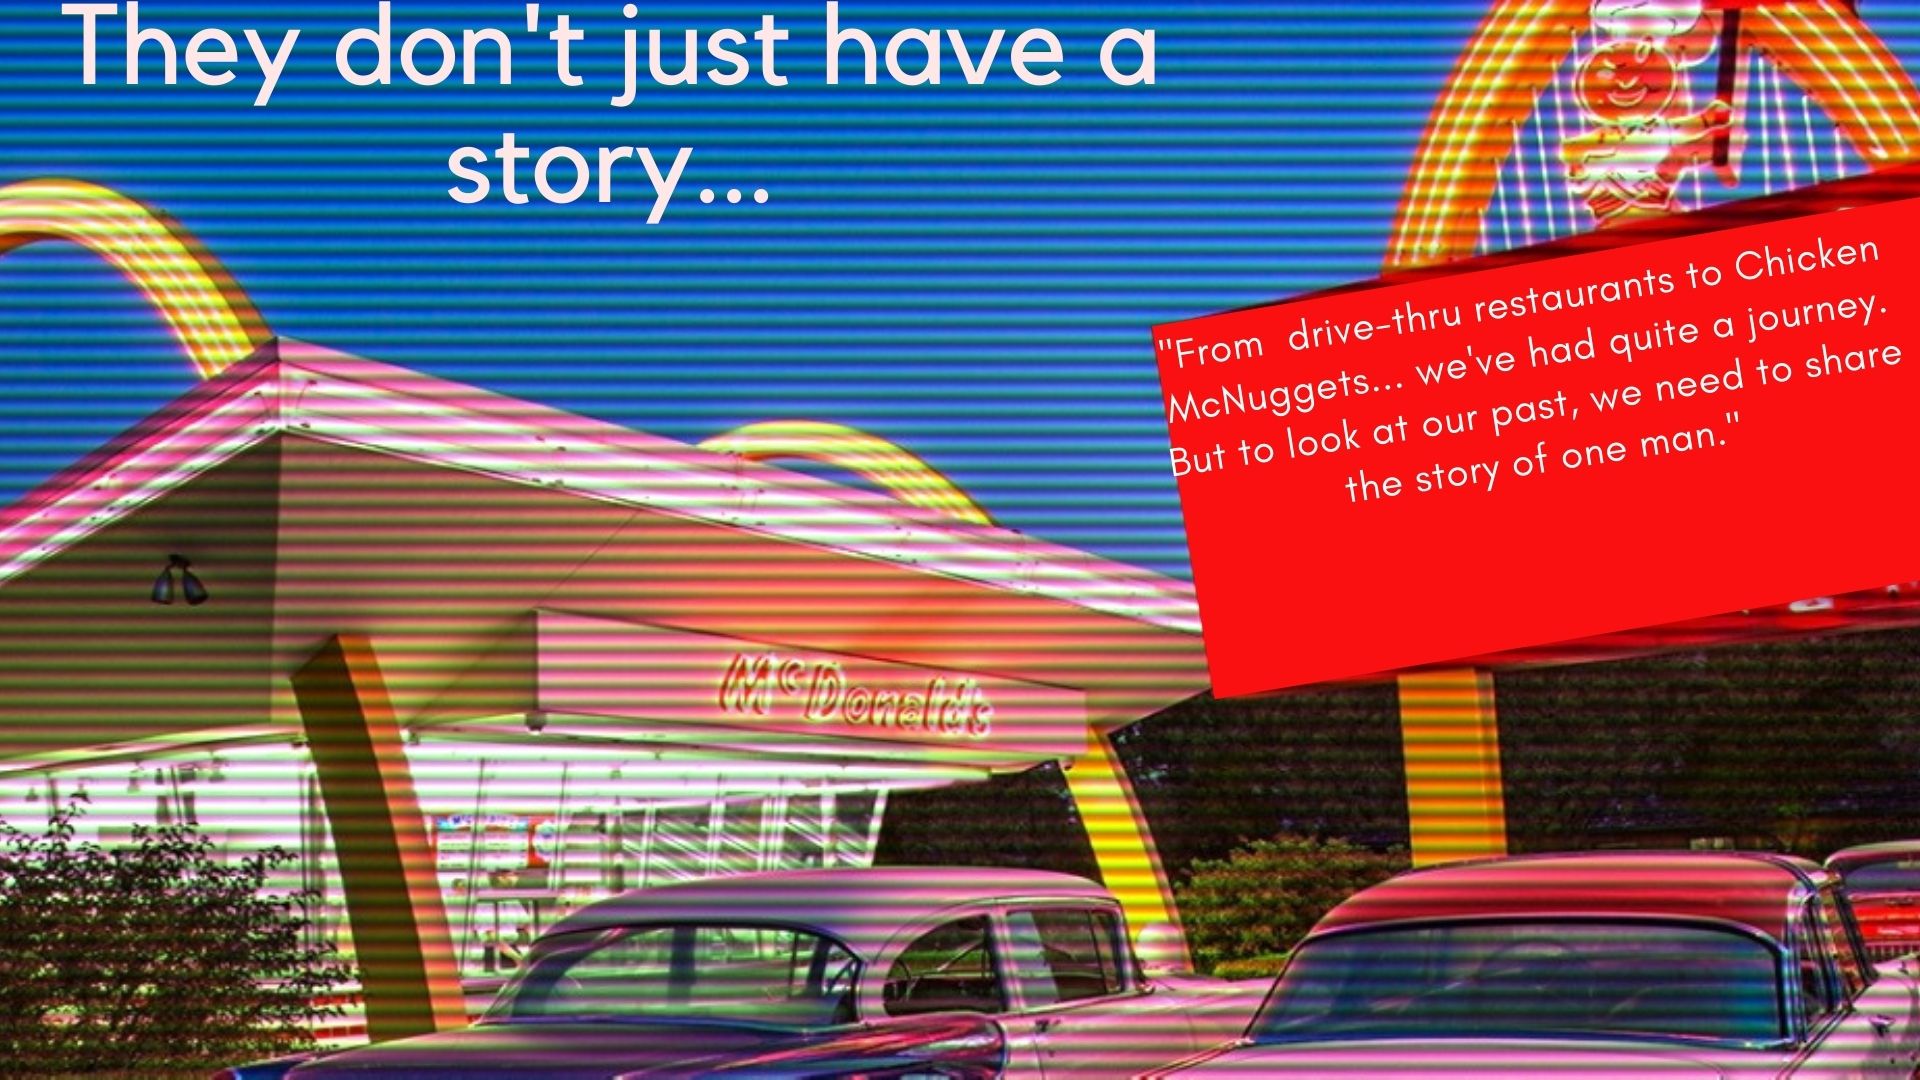 They don't just have a
story...
"From drive-thru restaurants to Chicken
McNuggets... we've had quite a journey.
But to look at our past, we need to share
the story of one man."
McDonald's